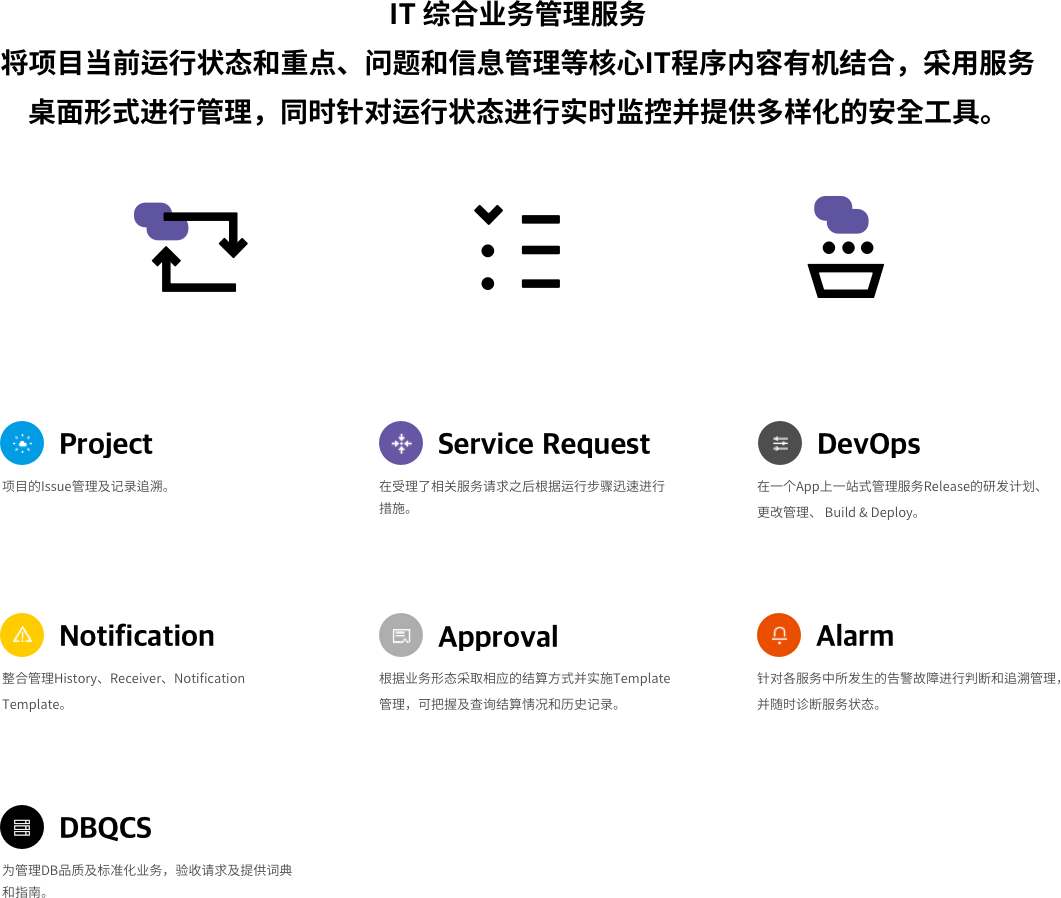 IT 综合业务管理服务
将项目当前运行状态和重点、问题和信息管理等核心IT程序内容有机结合，采用服务
桌面形式进行管理，同时针对运行状态进行实时监控并提供多样化的安全工具。
Project
项目的Issue管理及记录追溯。
Service Request
在受理了相关服务请求之后根据运行步骤迅速进行
措施。
DevOps
在一个App上一站式管理服务Release的研发计划、
更改管理、 Build & Deploy。
Notification
整合管理History、Receiver、Notification
Template。
Approval
根据业务形态采取相应的结算方式并实施Template
管理，可把握及查询结算情况和历史记录。
Alarm
针对各服务中所发生的告警故障进行判断和追溯管理，
并随时诊断服务状态。
DBQCS
为管理DB品质及标准化业务，验收请求及提供词典
和指南。